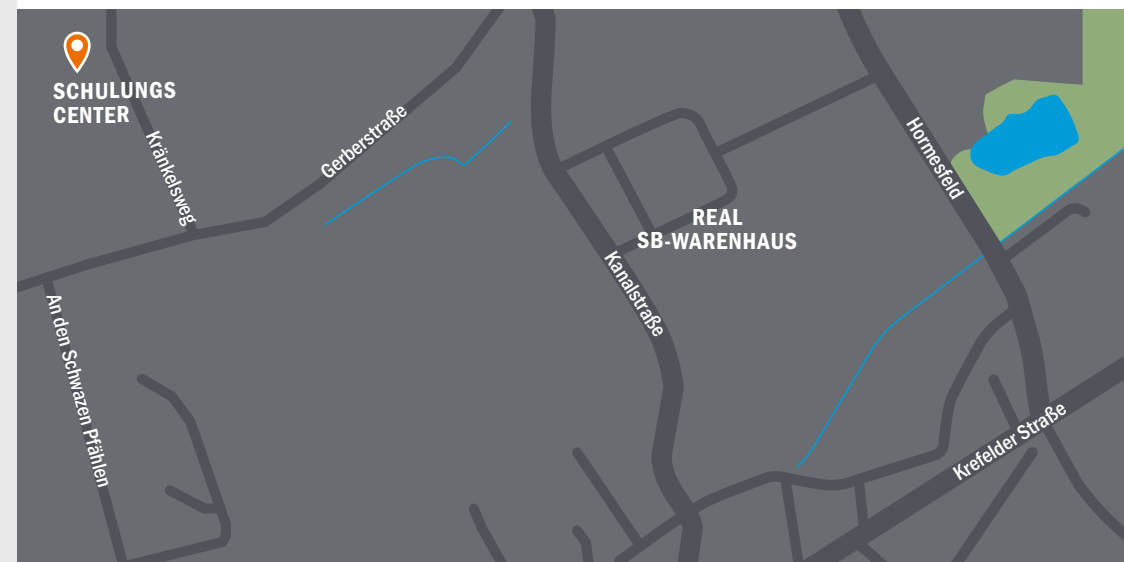 SCHULUNGS
CENTER
Kränkelsweg
Gerberstraße
Hormesfeld
REAL
SB-WARENHAUS
Kanalstraße
An den Schwazen Pfählen
Krefelder Straße